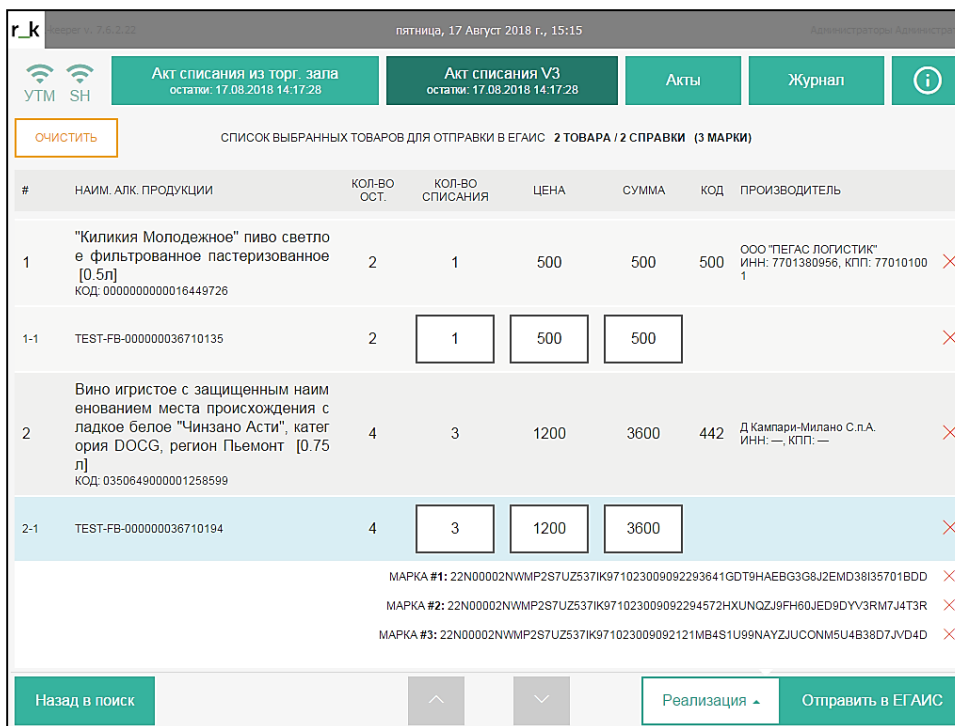 r_k keeper v. 7.6.2.22 пятница, 17 Август 2018 г., 15:15 Администраторы Администрат
УТМ SH
Акт списания из торг. зала
остатки: 17.08.2018 14:17:28
Акт списания V3
остатки: 17.08.2018 14:17:28
Акты
Журнал
ОЧИСТИТЬ
СПИСОК ВЫБРАННЫХ ТОВАРОВ ДЛЯ ОТПРАВКИ В ЕГАИС 2 ТОВАРА / 2 СПРАВКИ (3 МАРКИ)
# НАИМ. АЛК. ПРОДУКЦИИ КОЛ-ВО ОСТ. КОЛ-ВО СПИСАНИЯ ЦЕНА СУММА КОД ПРОИЗВОДИТЕЛЬ
"Киликия Молодежное" пиво светло
1 е фильтрованное пастеризованное 2 1 500 500 500
[0.5л]
КОД: 0000000000016449726
ООО "ПЕГАС ЛОГИСТИК"
ИНН: 7701380956, КПП: 77010100
1
1-1 TEST-FB-000000036710135 2 1 500 500
Вино игристое с защищенным наим
енованием места происхождения с
2 ладкое белое "Чинзано Асти", катег 4 3 1200 3600 442
ория DOCG, регион Пьемонт [0.75
л]
КОД: 0350649000001258599
Д Кампари-Милано С.п.А.
ИНН: —, КПП: —
2-1 TEST-FB-000000036710194 4 3 1200 3600
МАРКА #1: 22N00002NWMP2S7UZ537IK971023009092293641GDT9HAEBG3G8J2EMD38I35701BDD
МАРКА #2: 22N00002NWMP2S7UZ537IK971023009092294572HXUNQZJ9FH60JED9DYV3RM7J4T3R
МАРКА #3: 22N00002NWMP2S7UZ537IK971023009092121MB4S1U99NAYZJUCONM5U4B38D7JVD4D
Назад в поиск
Реализация
Отправить в ЕГАИС